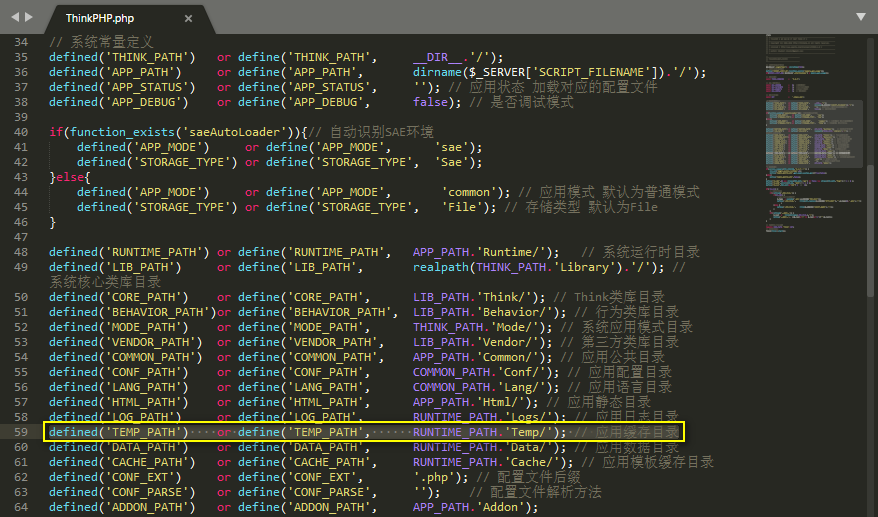 ThinkPHP.php
34 // 系统常量定义
35 defined('THINK_PATH') or define('THINK_PATH', __DIR__.'/');
36 defined('APP_PATH') or define('APP_PATH', dirname($_SERVER['SCRIPT_FILENAME']).'/');
37 defined('APP_STATUS') or define('APP_STATUS', ''); // 应用状态 加载对应的配置文件
38 defined('APP_DEBUG') or define('APP_DEBUG', false); // 是否调试模式
39
40 if(function_exists('saeAutoLoader')){// 自动识别SAE环境
41 defined('APP_MODE') or define('APP_MODE', 'sae');
42 defined('STORAGE_TYPE') or define('STORAGE_TYPE', 'Sae');
43 }else{
44 defined('APP_MODE') or define('APP_MODE', 'common'); // 应用模式 默认为普通模式
45 defined('STORAGE_TYPE') or define('STORAGE_TYPE', 'File'); // 存储类型 默认为File
46 }
47
48 defined('RUNTIME_PATH') or define('RUNTIME_PATH', APP_PATH.'Runtime/'); // 系统运行时目录
49 defined('LIB_PATH') or define('LIB_PATH', realpath(THINK_PATH.'Library').'/'); //
系统核心类库目录
50 defined('CORE_PATH') or define('CORE_PATH', LIB_PATH.'Think/'); // Think类库目录
51 defined('BEHAVIOR_PATH')or define('BEHAVIOR_PATH', LIB_PATH.'Behavior/'); // 行为类库目录
52 defined('MODE_PATH') or define('MODE_PATH', THINK_PATH.'Mode/'); // 系统应用模式目录
53 defined('VENDOR_PATH') or define('VENDOR_PATH', LIB_PATH.'Vendor/'); // 第三方类库目录
54 defined('COMMON_PATH') or define('COMMON_PATH', APP_PATH.'Common/'); // 应用公共目录
55 defined('CONF_PATH') or define('CONF_PATH', COMMON_PATH.'Conf/'); // 应用配置目录
56 defined('LANG_PATH') or define('LANG_PATH', COMMON_PATH.'Lang/'); // 应用语言目录
57 defined('HTML_PATH') or define('HTML_PATH', APP_PATH.'Html/'); // 应用静态目录
58 defined('LOG_PATH') or define('LOG_PATH', RUNTIME_PATH.'Logs/'); // 应用日志目录
59 defined('TEMP_PATH') or define('TEMP_PATH', RUNTIME_PATH.'Temp/'); // 应用缓存目录
60 defined('DATA_PATH') or define('DATA_PATH', RUNTIME_PATH.'Data/'); // 应用数据目录
61 defined('CACHE_PATH') or define('CACHE_PATH', RUNTIME_PATH.'Cache/'); // 应用模板缓存目录
62 defined('CONF_EXT') or define('CONF_EXT', '.php'); // 配置文件后缀
63 defined('CONF_PARSE') or define('CONF_PARSE', ''); // 配置文件解析方法
64 defined('ADDON_PATH') or define('ADDON_PATH', APP_PATH.'Addon');